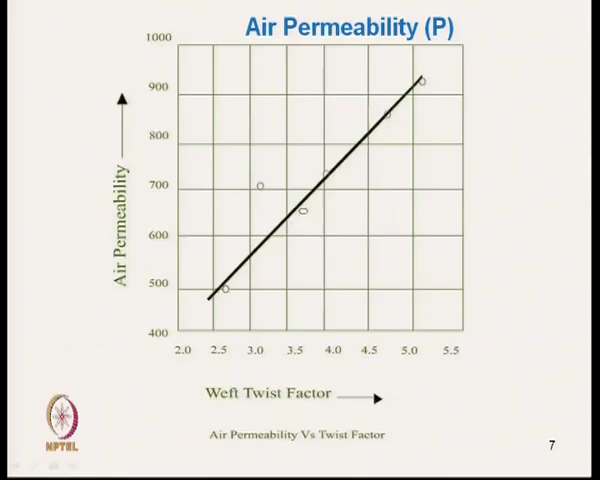 Air Permeability (P)
1000
900
800
700
600
500
400
Air Permeability
2.0 2.5 3.0 3.5 4.0 4.5 5.0 5.5
Weft Twist Factor
Air Permeability Vs Twist Factor
NPTEL
7